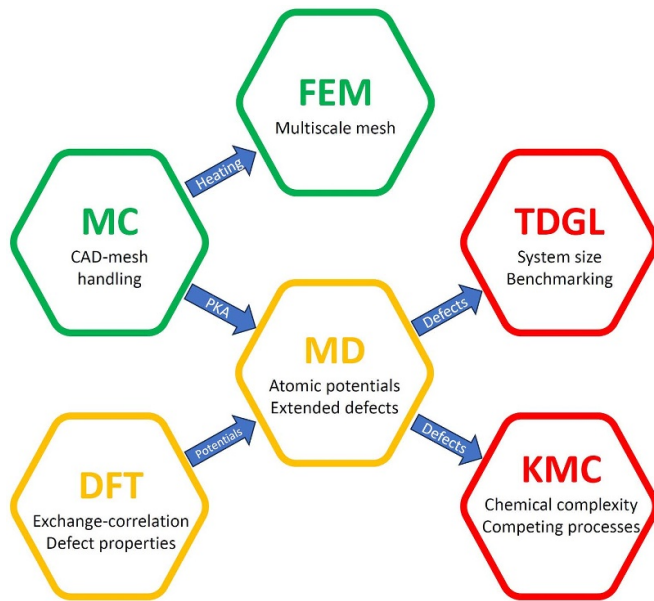 FEM
Multiscale mesh
Heating
MC
CAD-mesh
handling
PKA
TDGL
System size
Benchmarking
Defects
MD
Atomic potentials
Extended defects
Potentials
Defects
DFT
Exchange-correlation
Defect properties
KMC
Chemical complexity
Competing processes